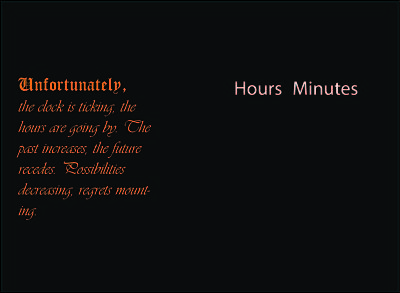 Unfortunately,
the clock is ticking, the
hours are going by. The
past increases, the future
recedes. Possibilities
decreasing, regrets mount-
ing.
Hours Minutes